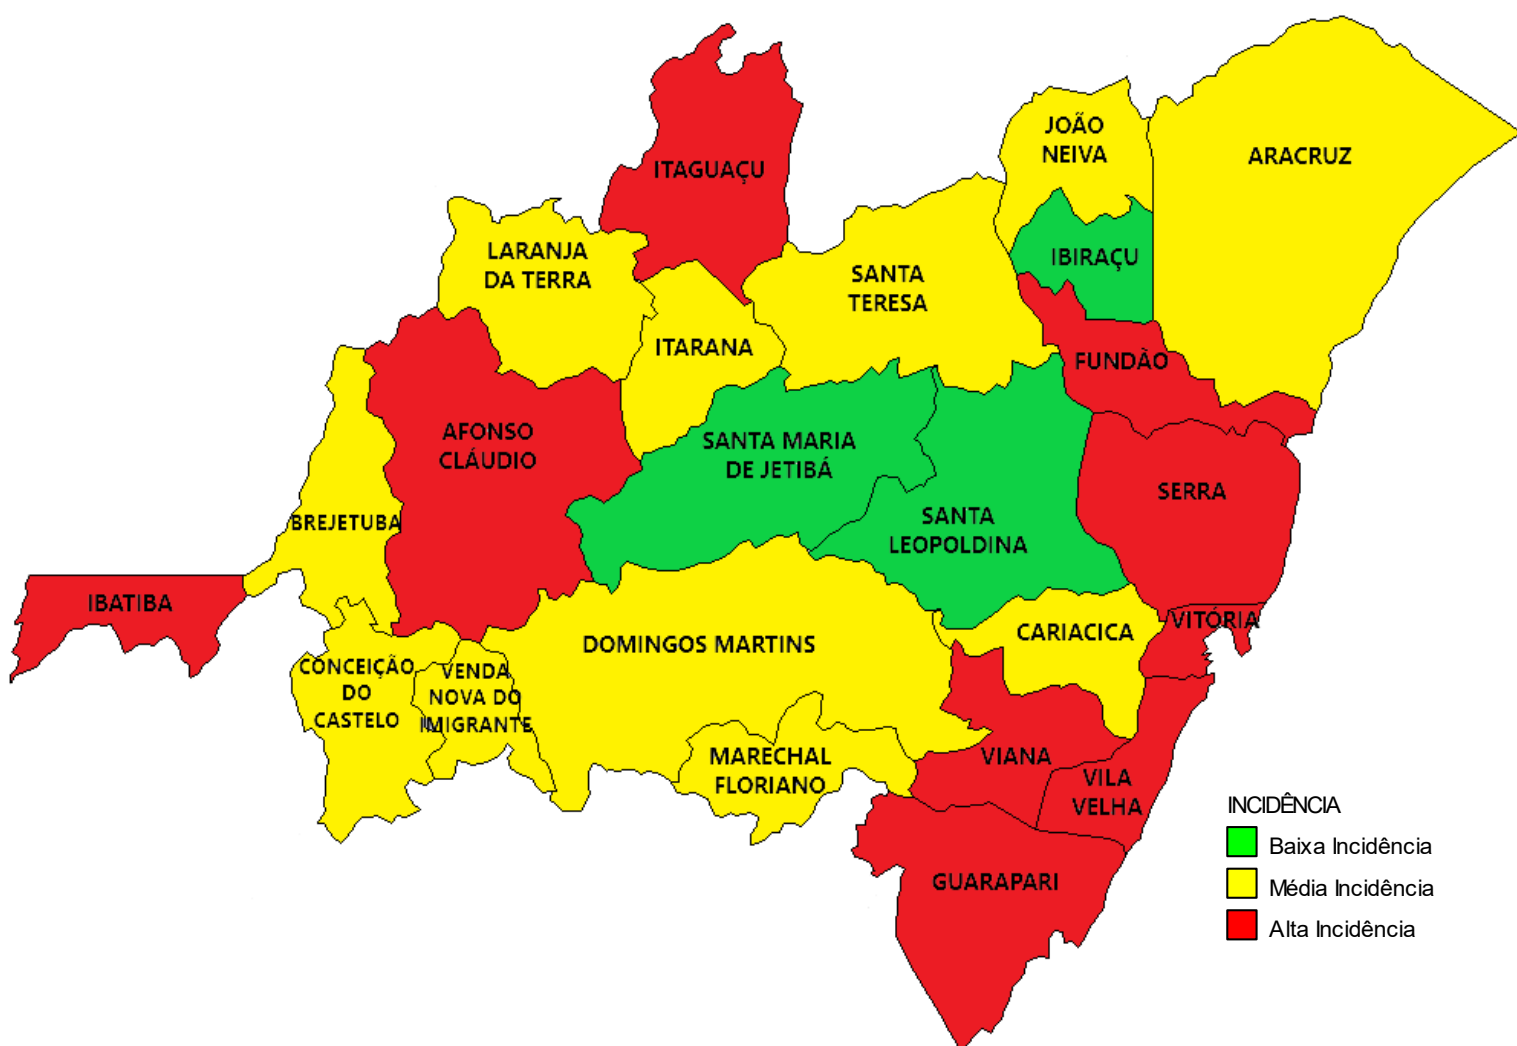 JOÃO
NEIVA
ARACRUZ
ITAGUAÇU
LARANJA
DA TERRA
IBIRAÇU
SANTA
TERESA
ITARANA
FUNDÃO
AFONSO
CLÁUDIO
SANTA MARIA
DE JETIBÁ
SERRA
BREJETUBA
SANTA
LEOPOLDINA
IBATIBA
VITÓRIA
CARIACICA
DOMINGOS MARTINS
CONCEIÇÃO
DO
CASTELO
VENDA
NOVA DO
IMIGRANTE
MARECHAL
FLORIANO
VIANA
VILA
VELHA
GUARAPARI
INCIDÊNCIA
Baixa Incidência
Média Incidência
Alta Incidência